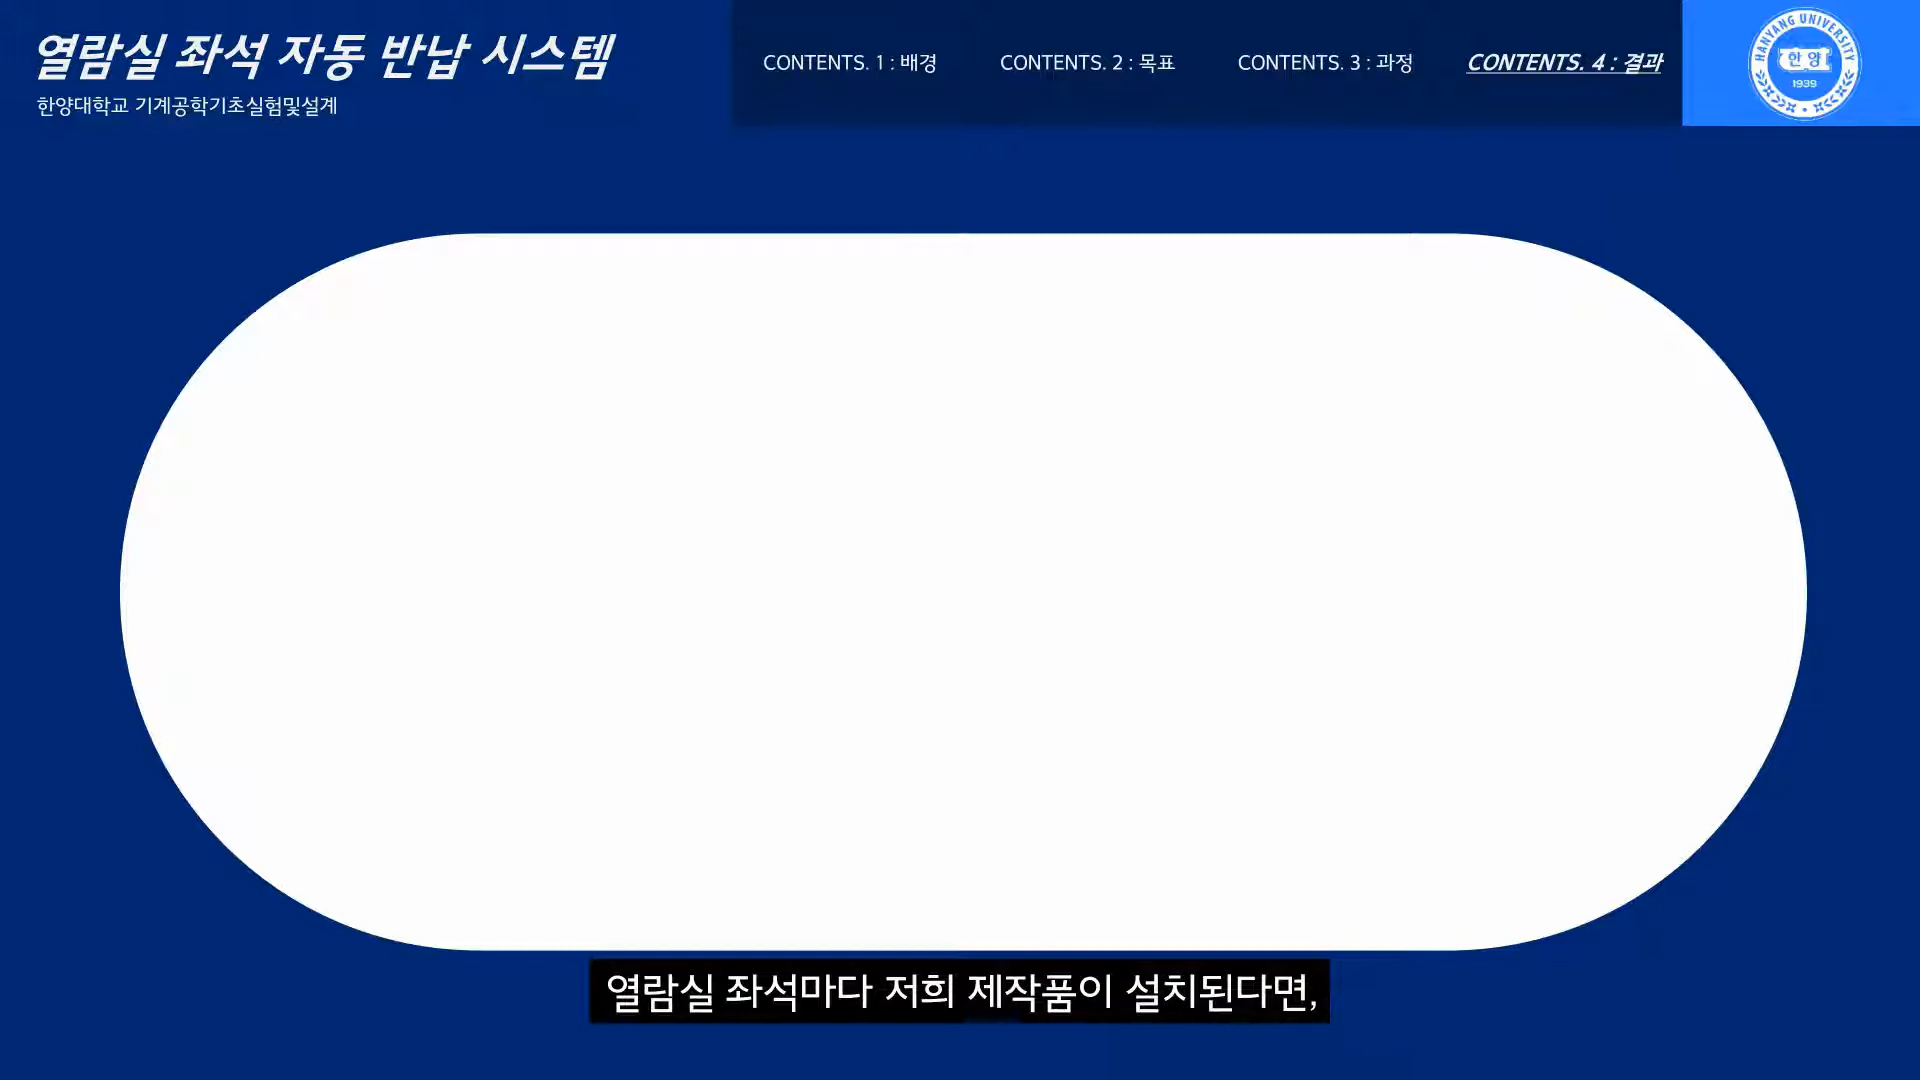 열람실 좌석 자동 반납 시스템
한양대학교 기계공학기초실험및설계
CONTENTS. 1 : 배경
CONTENTS. 2 : 목표
CONTENTS. 3 : 과정
CONTENTS. 4 : 결과
HANYANG UNIVERSITY
한양
1939
열람실 좌석마다 저희 제작품이 설치된다면,